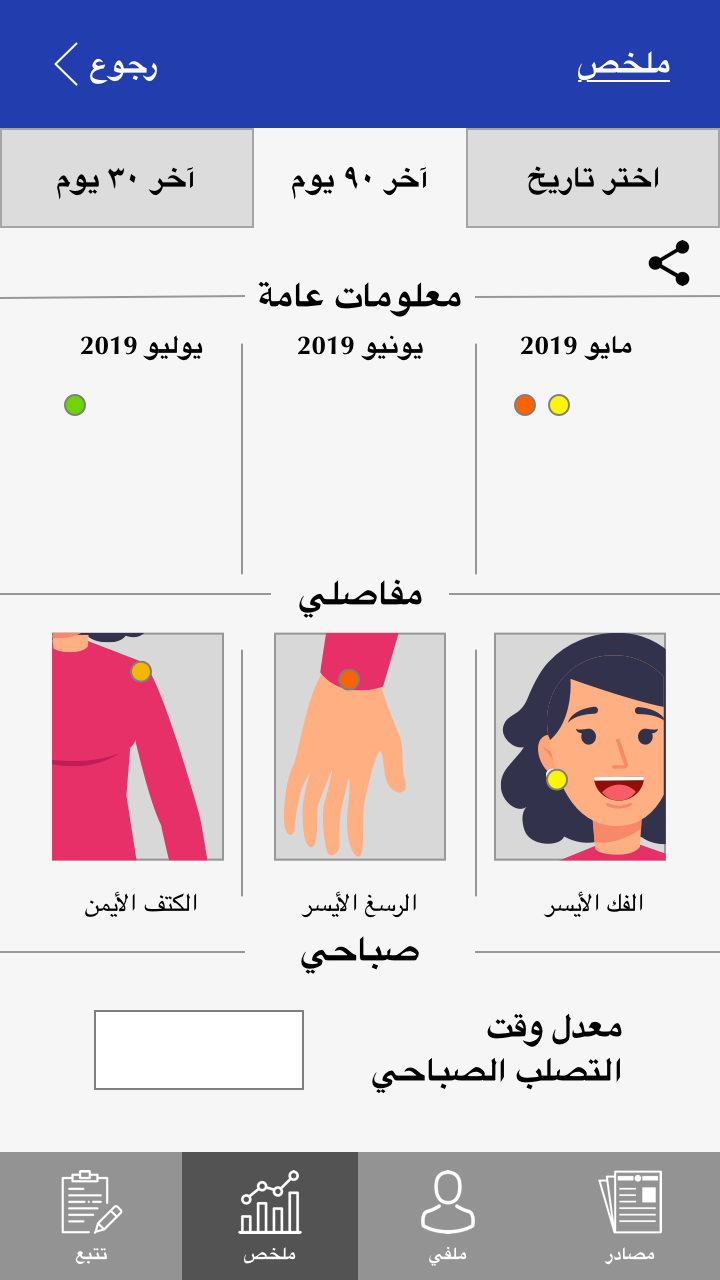 ملخص
رجوع
اختر تاريخ
آخر ٩٠ يوم
آخر ٣٠ يوم
معلومات عامة
مايو 2019
يونيو 2019
يوليو 2019
مفاصلي
الفك الأيسر
الرسغ الأيسر
الكتف الأيمن
صباحي
معدل وقت
التصلب الصباحي
مصادر
ملفي
ملخص
تتبع